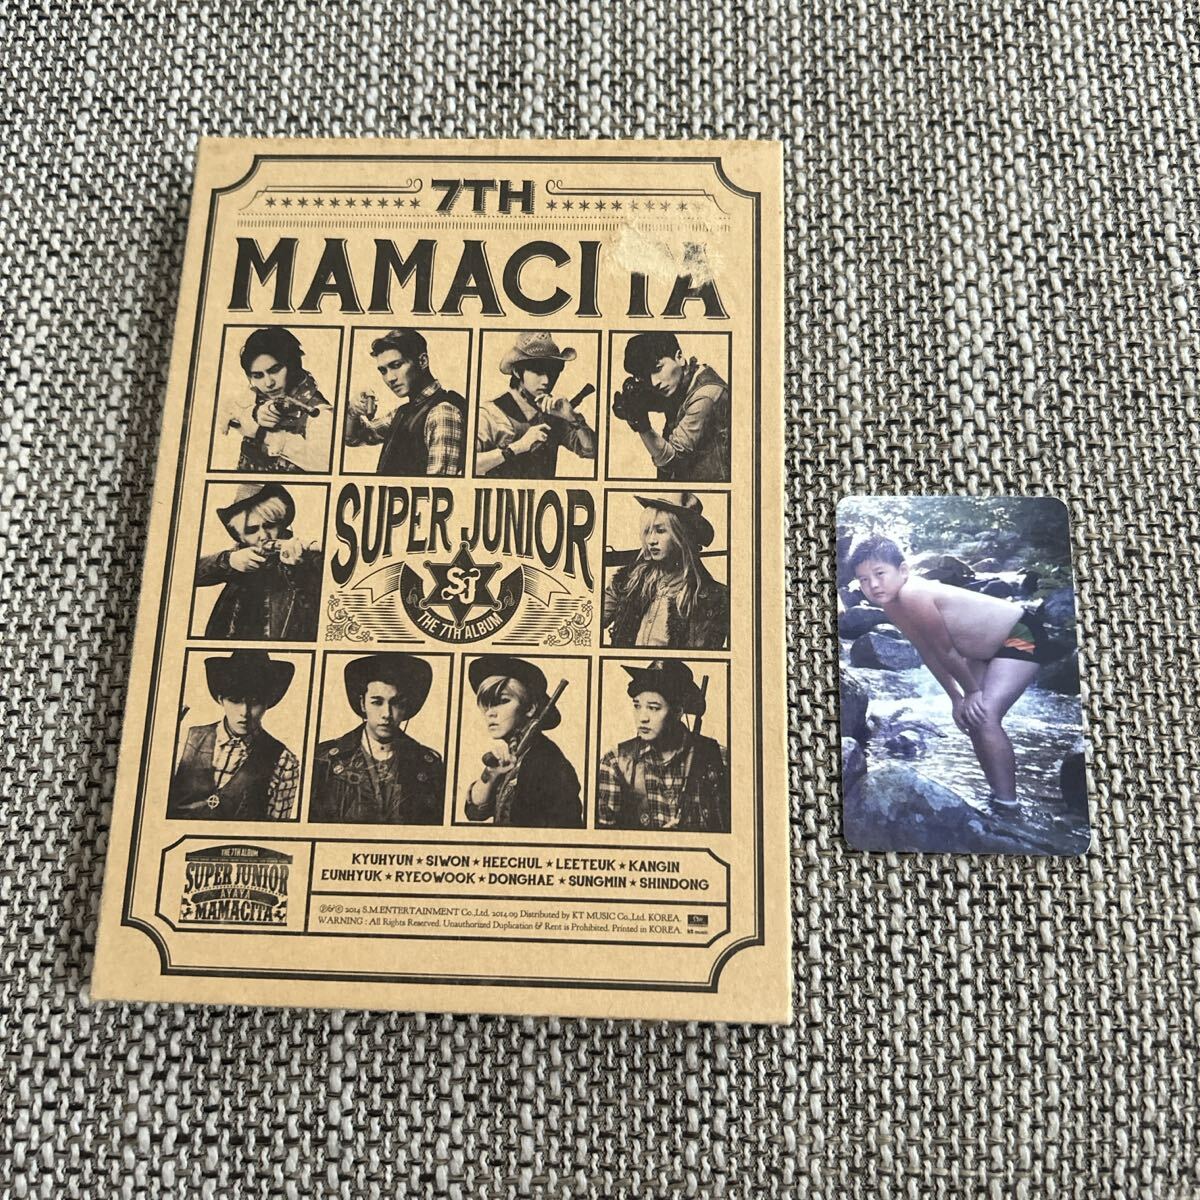 7TH
MAMACITA
SUPER JUNIOR
SJ
THE 7TH ALBUM
THE 7TH ALBUM
SUPER JUNIOR
MAMACITA
KYUHYUN★SIWON★HEECHUL★LEETEUK★KANGIN
EUNHYUK★RYEOWOOK★DONGHAE★SUNGMIN★SHINDONG
℗&© 2014 S.M.ENTERTAINMENT Co.,Ltd. 2014.09 Distributed by KT MUSIC Co.,Ltd. KOREA.
WARNING : All Rights Reserved. Unauthorized Duplication & Rent is Prohibited. Printed in KOREA.
kt music